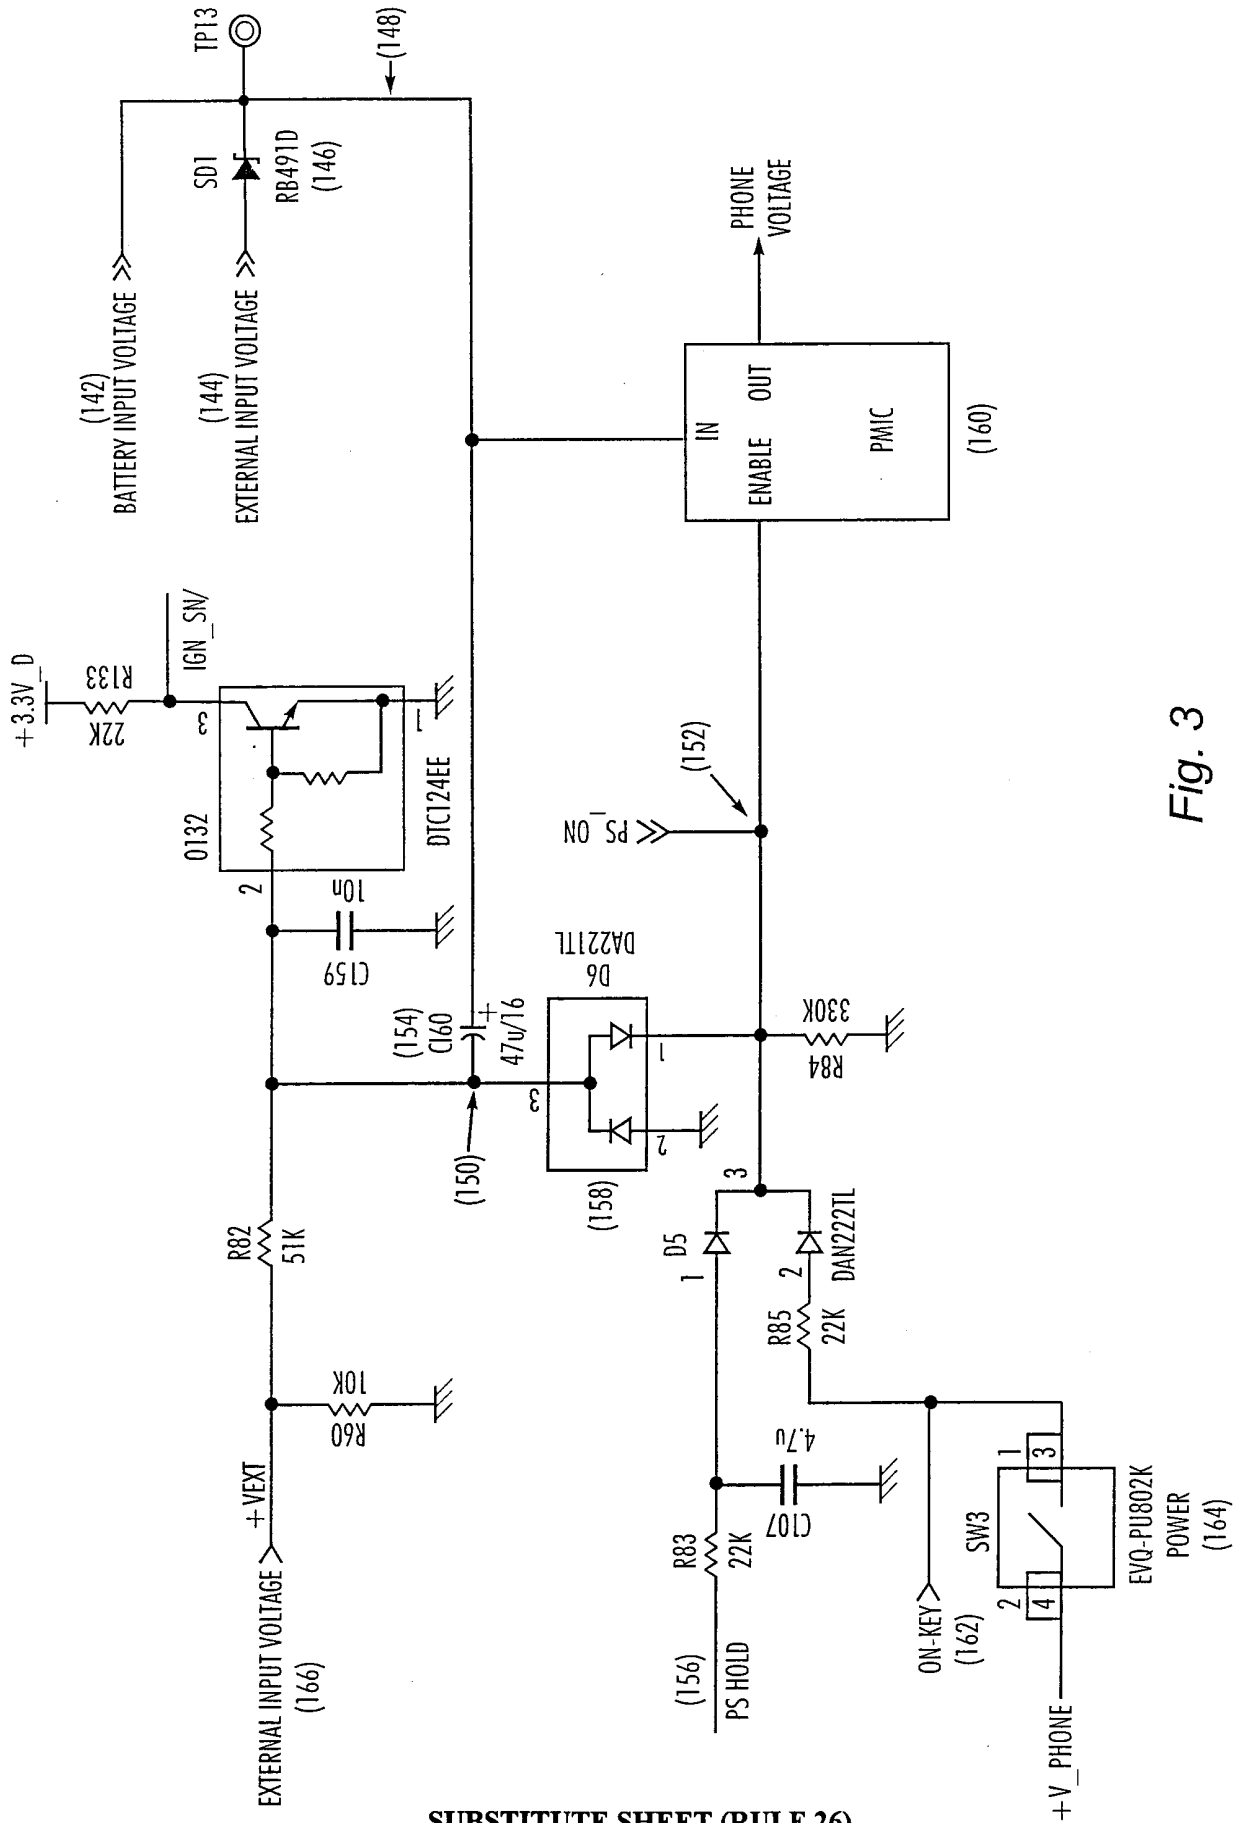 (142)
BATTERY INPUT VOLTAGE
(144)
EXTERNAL INPUT VOLTAGE
SD1
RB491D
(146)
TP13
(148)
+3.3V_D
22K
R133
IGN_SN/
3
1
0132
2
DTC124EE
10n
C159
EXTERNAL INPUT VOLTAGE
(166)
+VEXT
10K
R60
R82
51K
(154)
C160
+
47u/16
(150)
3
D6
DA221TL
1
2
(158)
PS_ON
(152)
330K
R84
IN
ENABLE OUT
PMIC
(160)
PHONE
VOLTAGE
(156)
PS HOLD
R83
22K
4.7u
C107
D5
1
3
2
DAN222TL
R85
22K
ON-KEY
(162)
SW3
2
4
1
3
EVQ-PU802K
POWER
(164)
+V_PHONE
Fig. 3
SUBSTITUTE SHEET (RULE 26)